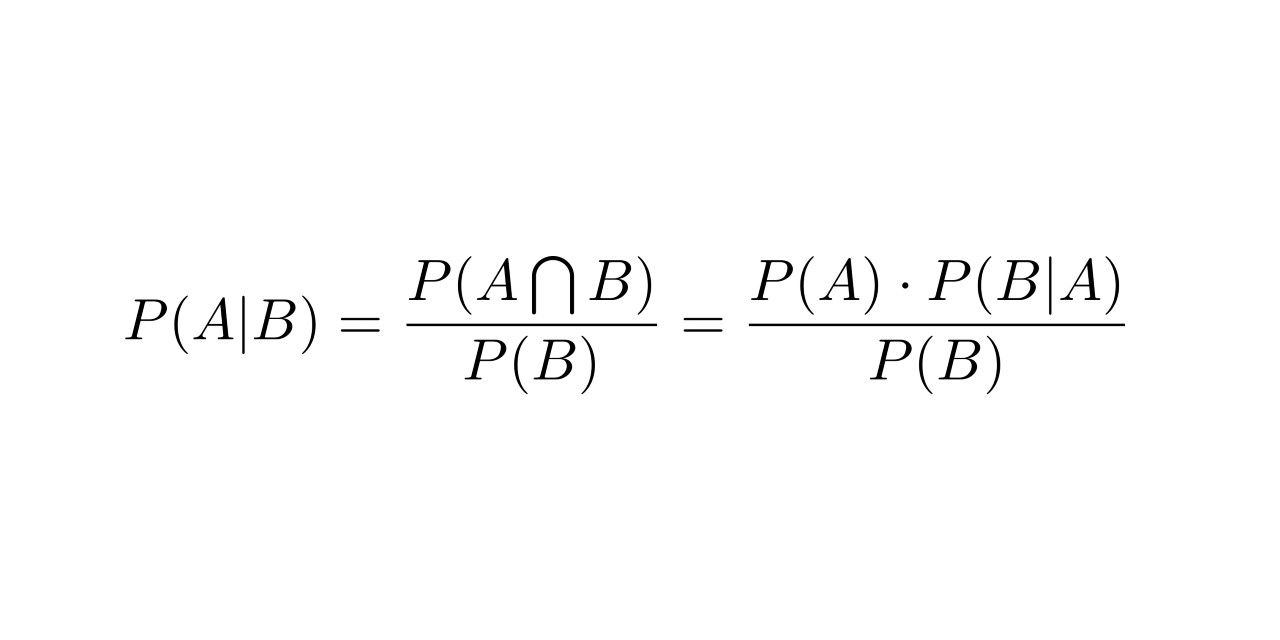 P(A|B) = P(A⋂B) / P(B) = P(A) · P(B|A) / P(B)